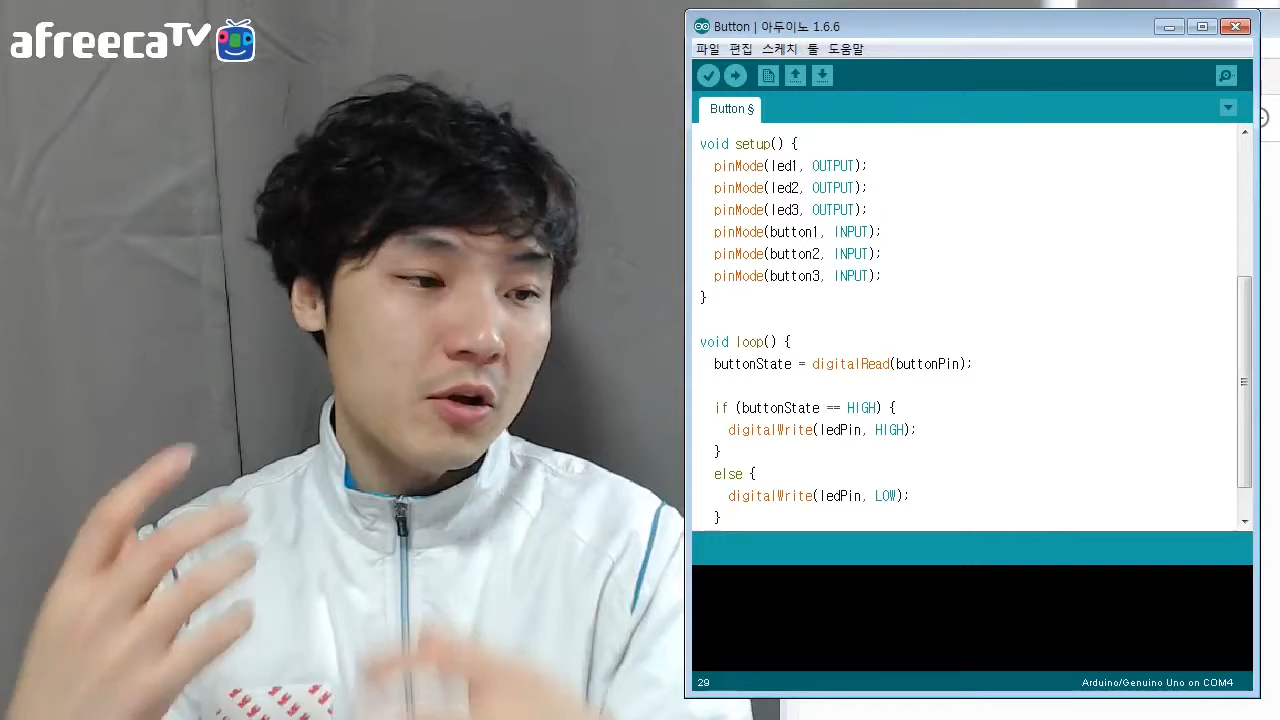 afreecaTV
Button | 아두이노 1.6.6
파일 편집 스케치 툴 도움말
Button §
void setup() {
pinMode(led1, OUTPUT);
pinMode(led2, OUTPUT);
pinMode(led3, OUTPUT);
pinMode(button1, INPUT);
pinMode(button2, INPUT);
pinMode(button3, INPUT);
}
void loop() {
buttonState = digitalRead(buttonPin);
if (buttonState == HIGH) {
digitalWrite(ledPin, HIGH);
}
else {
digitalWrite(ledPin, LOW);
}
29
Arduino/Genuino Uno on COM4